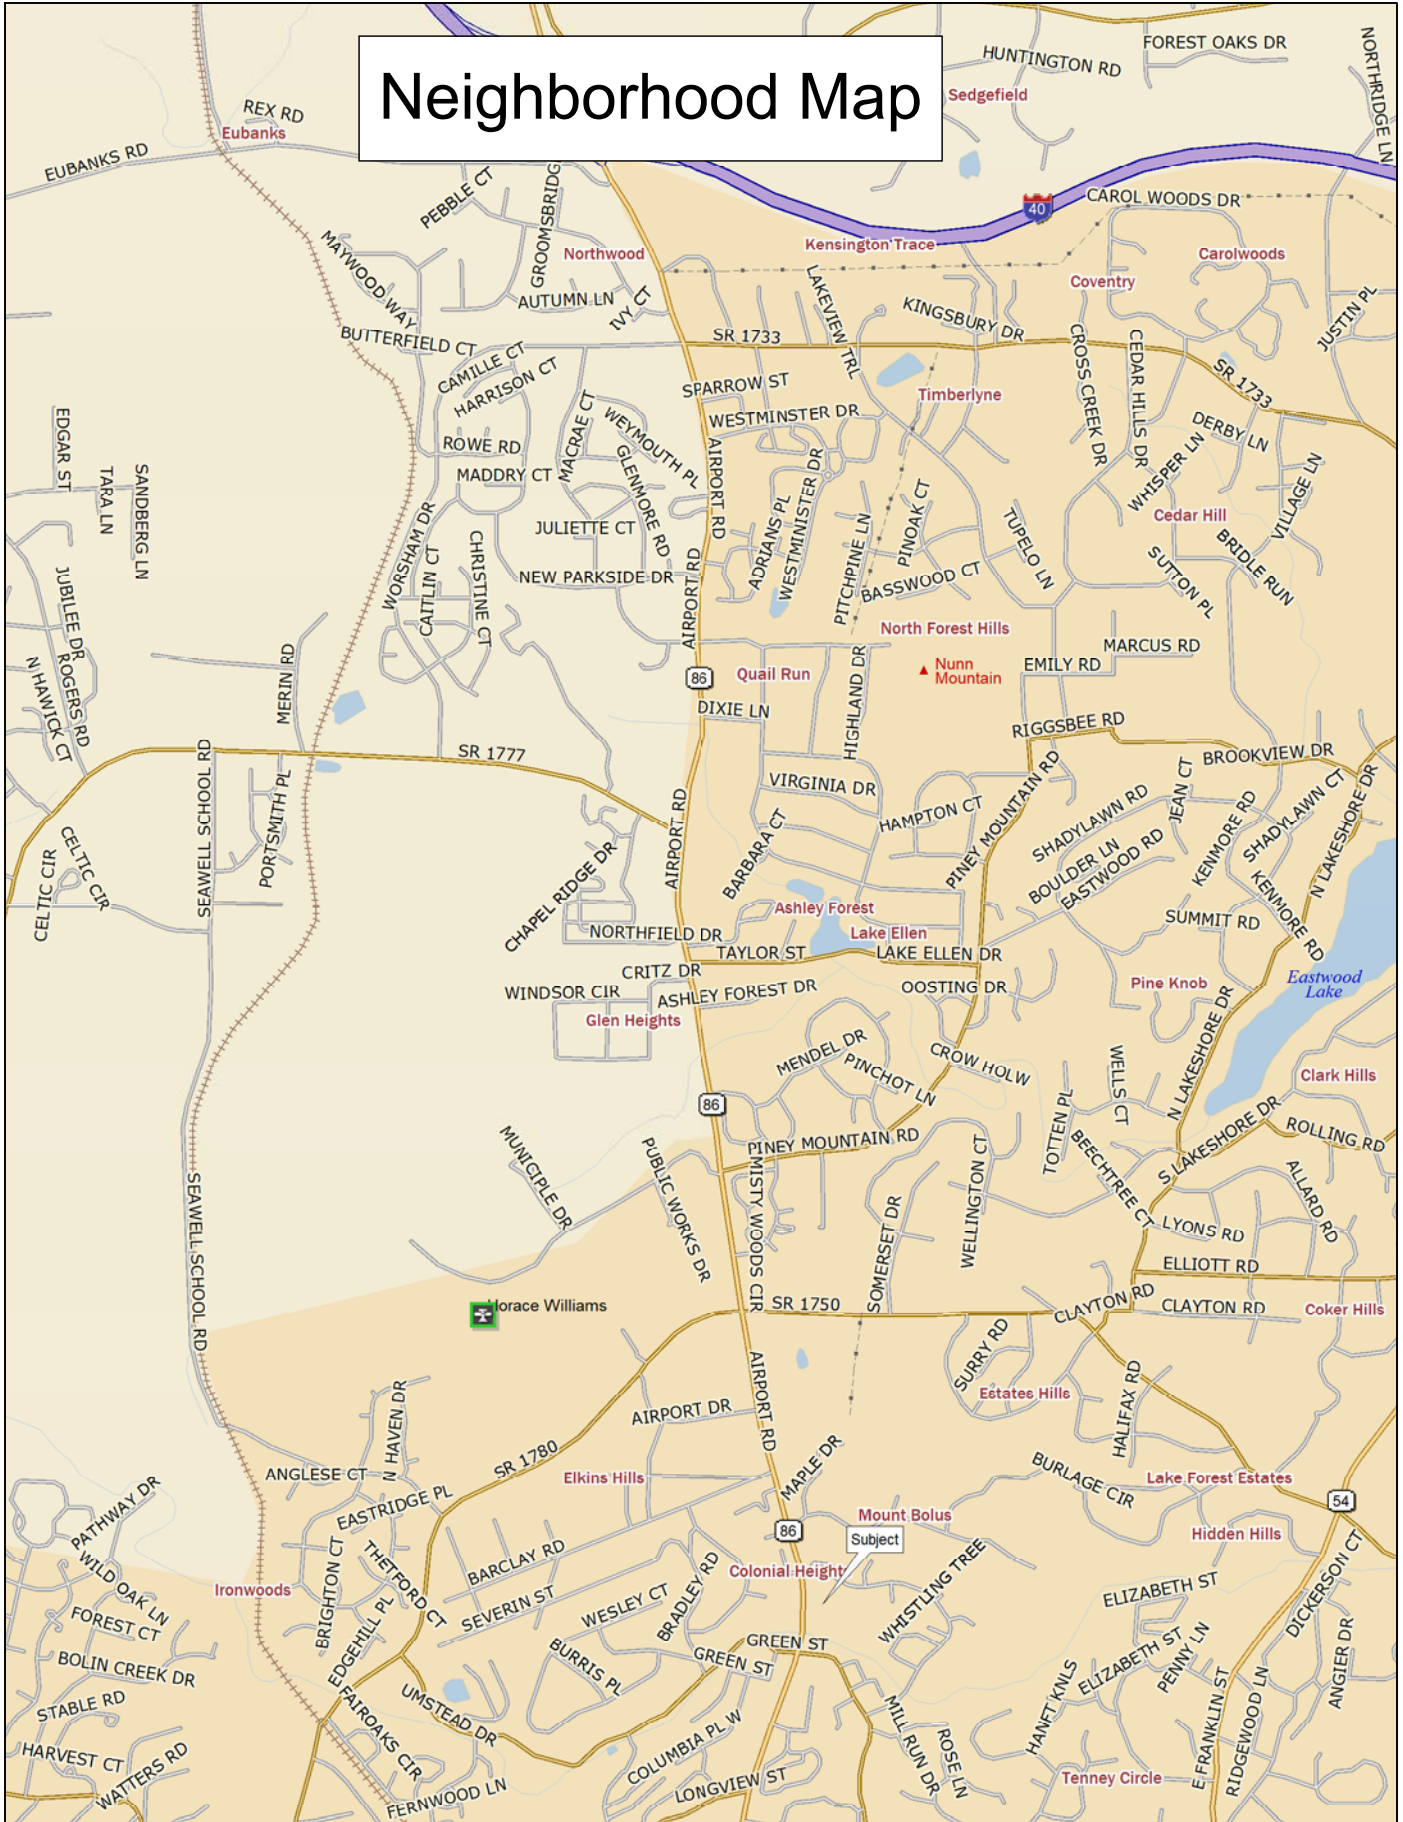 Neighborhood Map
HUNTINGTON RD
FOREST OAKS DR
NORTHRIDGE LN
Sedgefield
REX RD
Eubanks
EUBANKS RD
PEBBLE CT
GROOMSBRIDG
40
CAROL WOODS DR
MAYWOOD WAY
Northwood
Kensington Trace
Carolwoods
Coventry
AUTUMN LN
IVY CT
LAKEVIEW TRL
KINGSBURY DR
JUSTIN PL
BUTTERFIELD CT
SR 1733
CROSS CREEK DR
CEDAR HILLS DR
SR 1733
CAMILLE CT
HARRISON CT
SPARROW ST
Timberlyne
EDGAR ST
TARA LN
SANDBERG LN
MACRAE CT
WEYMOUTH PL
WESTMINSTER DR
DERBY LN
ROWE RD
GLENMORE RD
AIRPORT RD
WHISPER LN
VILLAGE LN
MADDRY CT
WESTMINISTER DR
ADRIANS PL
PINOAK CT
TUPELO LN
Cedar Hill
WORSHAM DR
JULIETTE CT
PITCHPINE LN
BRIDLE RUN
CAITLIN CT
CHRISTINE CT
NEW PARKSIDE DR
AIRPORT RD
BASSWOOD CT
SUTTON PL
JUBILEE DR
North Forest Hills
MARCUS RD
N HAWICK CT
ROGERS RD
MERIN RD
86
Quail Run
HIGHLAND DR
Nunn
Mountain
EMILY RD
DIXIE LN
RIGGSBEE RD
SEAWELL SCHOOL RD
SR 1777
BROOKVIEW DR
PORTSMITH PL
VIRGINIA DR
PINEY MOUNTAIN RD
JEAN CT
SHADYLAWN CT
N LAKESHORE DR
AIRPORT RD
HAMPTON CT
SHADYLAWN RD
KENMORE RD
CELTIC CIR
CELTIC CIR
CHAPEL RIDGE DR
BARBARA CT
BOULDER LN
EASTWOOD RD
KENMORE RD
Ashley Forest
SUMMIT RD
NORTHFIELD DR
Lake Ellen
TAYLOR ST
LAKE ELLEN DR
CRITZ DR
Eastwood
Lake
WINDSOR CIR
ASHLEY FOREST DR
OOSTING DR
Pine Knob
Glen Heights
N LAKESHORE DR
MENDEL DR
CROW HOLW
PINCHOT LN
WELLS CT
Clark Hills
86
TOTTEN PL
S LAKESHORE DR
ROLLING RD
MUNICIPLE DR
PUBLIC WORKS DR
PINEY MOUNTAIN RD
BEECHTREE CT
MISTY WOODS CIR
WELLINGTON CT
ALLARD RD
SEAWELL SCHOOL RD
SOMERSET DR
LYONS RD
ELLIOTT RD
Horace Williams
SR 1750
CLAYTON RD
CLAYTON RD
Coker Hills
AIRPORT RD
SURRY RD
HALIFAX RD
Estates Hills
N HAVEN DR
AIRPORT DR
ANGLESE CT
SR 1780
Elkins Hills
MAPLE DR
BURLAGE CIR
Lake Forest Estates
54
PATHWAY DR
EASTRIDGE PL
Mount Bolus
86
Subject
Hidden Hills
WILD OAK LN
BRIGHTON CT
THETFORD CT
BARCLAY RD
BRADLEY RD
Colonial Heights
WHISTLING TREE
DICKERSON CT
Ironwoods
ELIZABETH ST
FOREST CT
SEVERIN ST
WESLEY CT
EDGEHILL PL
ANGIER DR
BOLIN CREEK DR
GREEN ST
GREEN ST
ELIZABETH ST
PENNY LN
BURRIS PL
STABLE RD
E FAIROAKS CIR
UMSTEAD DR
HANFT KNLS
E FRANKLIN ST
RIDGEWOOD LN
HARVEST CT
COLUMBIA PL W
MILL RUN DR
ROSE LN
WATTERS RD
FERNWOOD LN
LONGVIEW ST
Tenney Circle